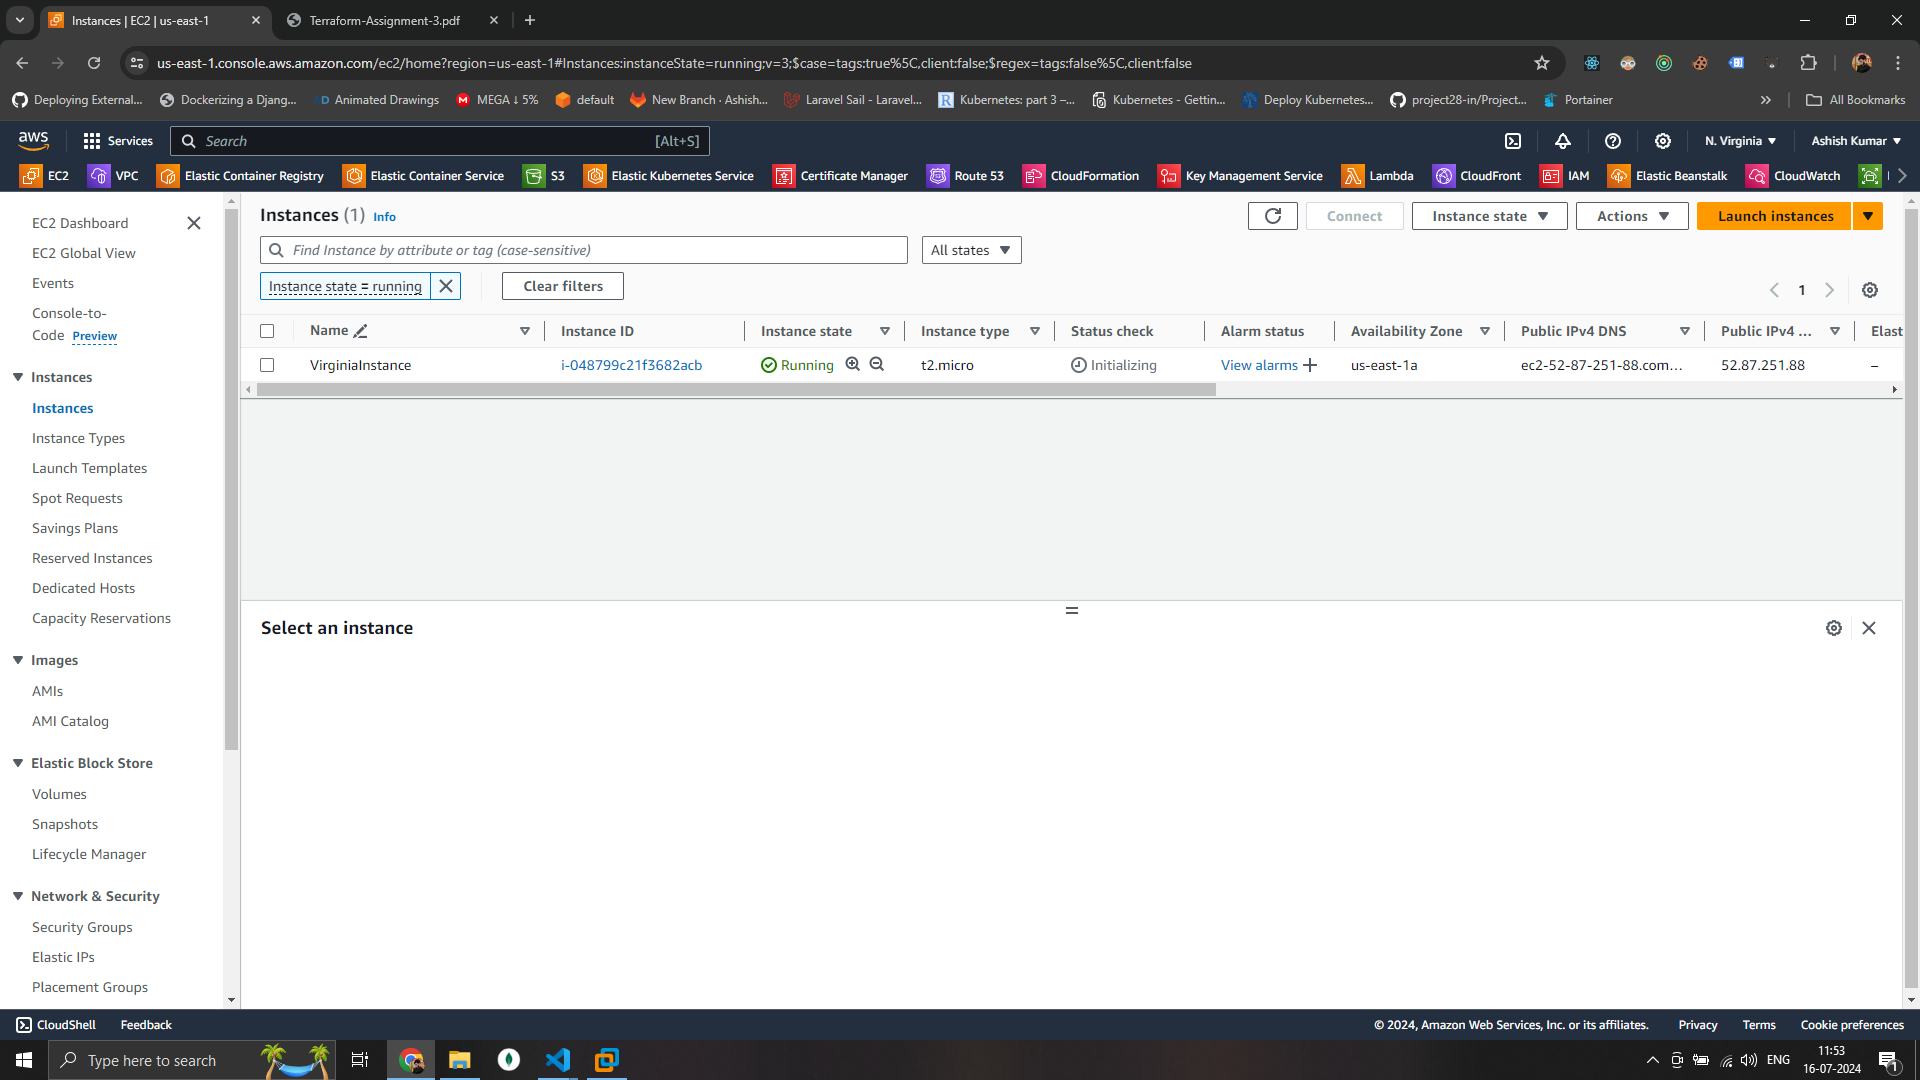 Instances | EC2 | us-east-1
Terraform-Assignment-3.pdf
us-east-1.console.aws.amazon.com/ec2/home?region=us-east-1#Instances:instanceState=running;v=3;$case=tags:true%5C,client:false;$regex=tags:false%5C,client:false
Deploying External...
Dockerizing a Djang...
Animated Drawings
MEGA ↓ 5%
default
New Branch · Ashish...
Laravel Sail - Laravel...
Kubernetes: part 3 –...
Kubernetes - Gettin...
Deploy Kubernetes...
project28-in/Project...
Portainer
All Bookmarks
aws
Services
Search
[Alt+S]
N. Virginia
Ashish Kumar
EC2
VPC
Elastic Container Registry
Elastic Container Service
S3
Elastic Kubernetes Service
Certificate Manager
Route 53
CloudFormation
Key Management Service
Lambda
CloudFront
IAM
Elastic Beanstalk
CloudWatch
EC2 Dashboard
EC2 Global View
Events
Console-to-
Code Preview
Instances
Instances
Instance Types
Launch Templates
Spot Requests
Savings Plans
Reserved Instances
Dedicated Hosts
Capacity Reservations
Images
AMIs
AMI Catalog
Elastic Block Store
Volumes
Snapshots
Lifecycle Manager
Network & Security
Security Groups
Elastic IPs
Placement Groups
Instances (1) Info
Connect
Instance state
Actions
Launch instances
Find Instance by attribute or tag (case-sensitive)
All states
Instance state = running
Clear filters
1
Name
Instance ID
Instance state
Instance type
Status check
Alarm status
Availability Zone
Public IPv4 DNS
Public IPv4 ...
Elast
VirginiaInstance
i-048799c21f3682acb
Running
t2.micro
Initializing
View alarms
us-east-1a
ec2-52-87-251-88.com...
52.87.251.88
–
Select an instance
CloudShell
Feedback
© 2024, Amazon Web Services, Inc. or its affiliates.
Privacy
Terms
Cookie preferences
Type here to search
ENG
11:53
16-07-2024
1